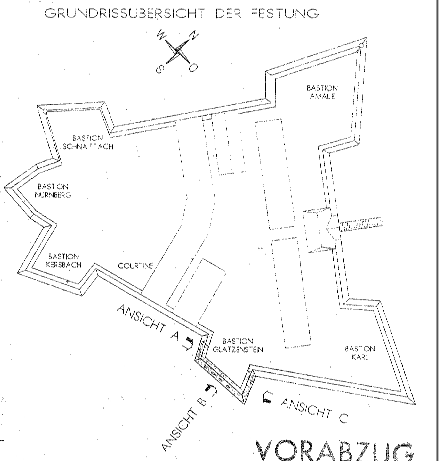 GRUNDRISSÜBERSICHT DER FESTUNG
N
W
O
S
BASTION
AMALIE
BASTION
SCHNAITTACH
BASTION
NÜRNBERG
BASTION
KERSBACH
COURTINE
ANSICHT A
BASTION
GLATZENSTEIN
BASTION
KARL
ANSICHT B
ANSICHT C
VORABZUG